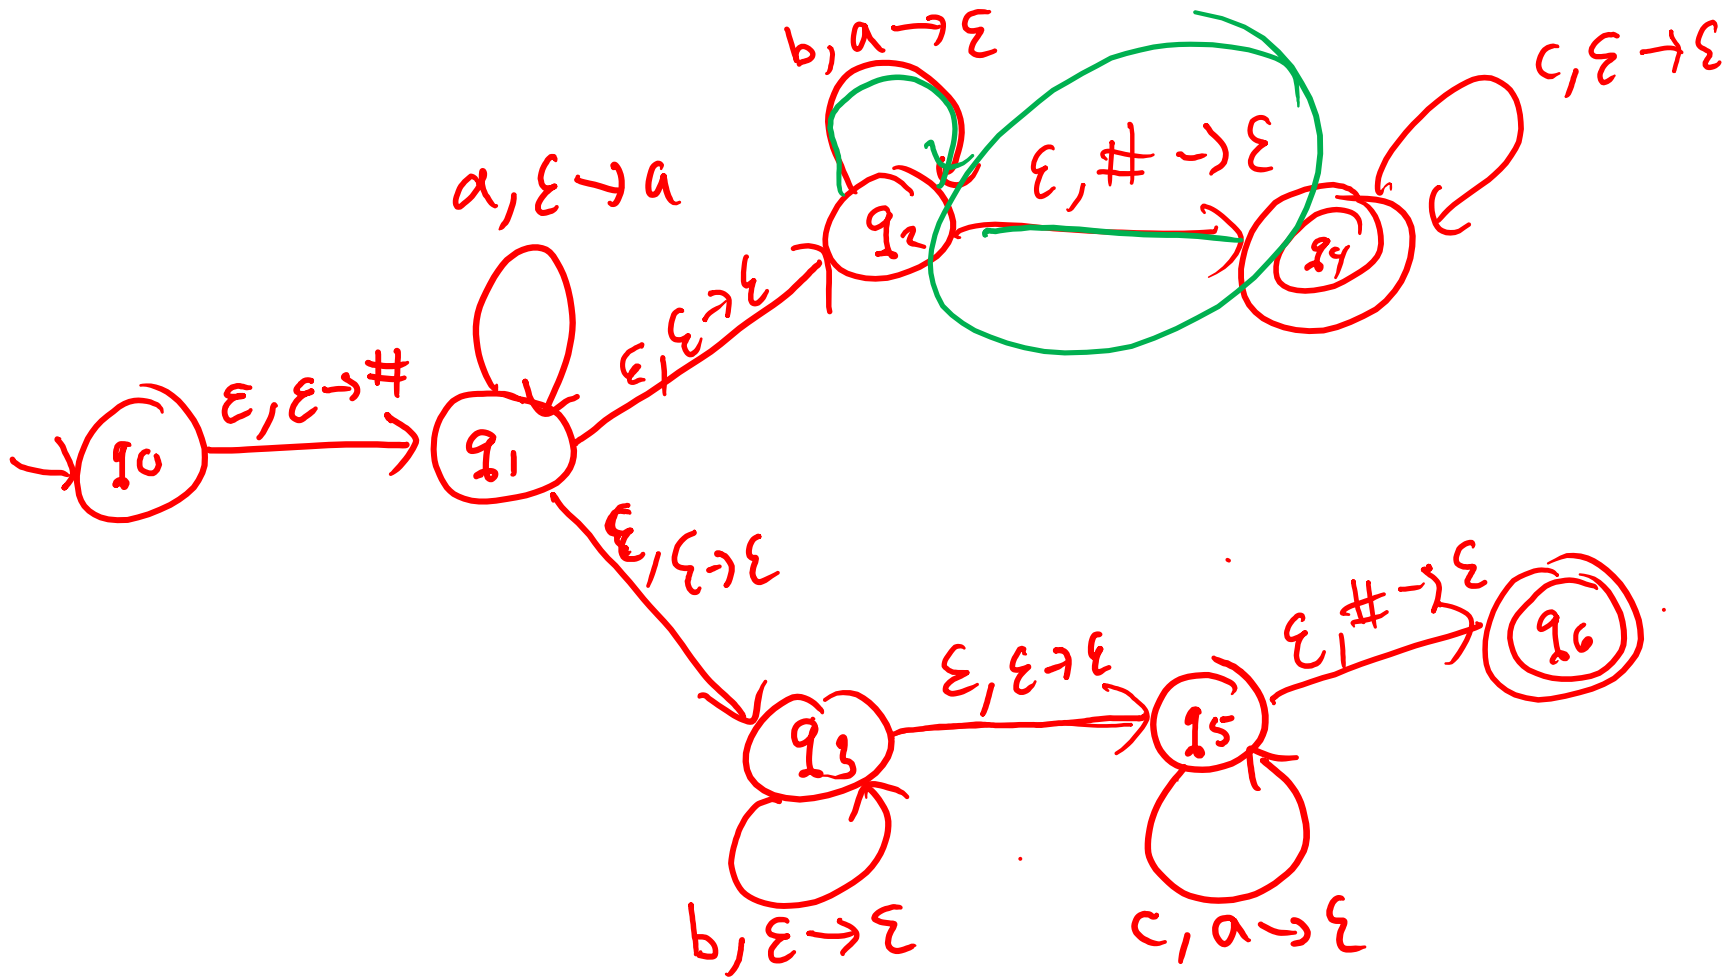 b, a → ε
c, ε → ε
ε, # → ε
a, ε → a
q2
q4
ε, ε → ε
ε, ε → #
q0
q1
ε, ε → ε
ε, # → ε
q6
ε, ε → ε
q3
q5
b, ε → ε
c, a → ε